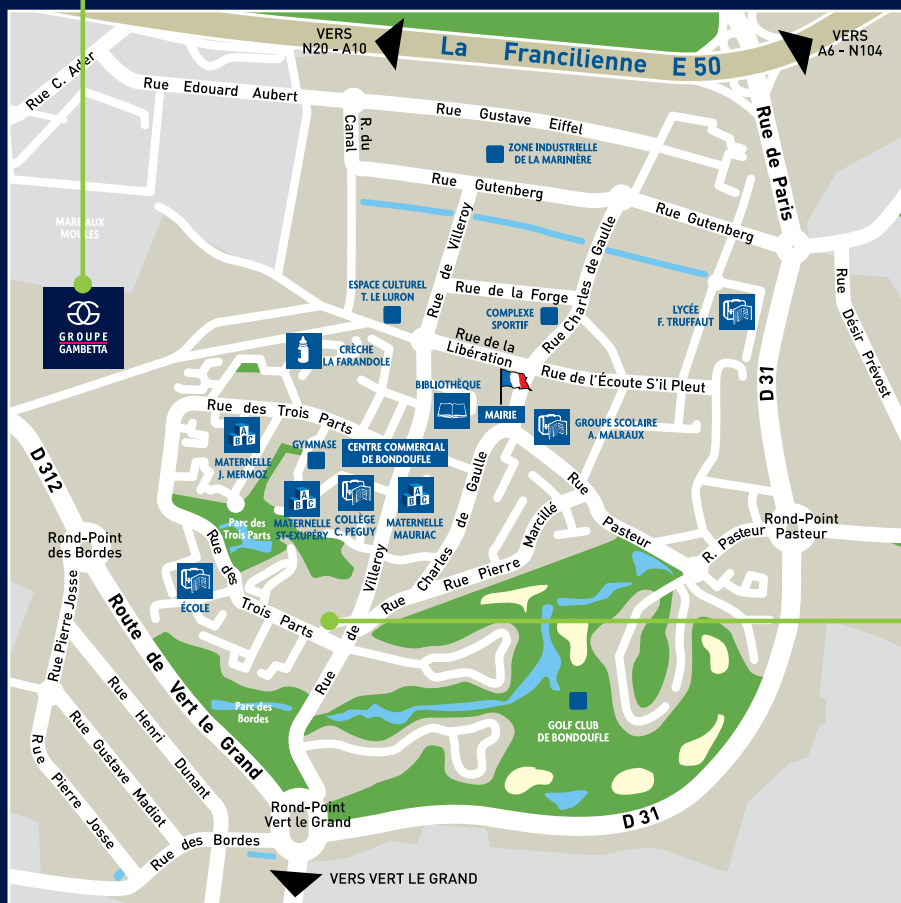 VERS
N20 - A10
La Francilienne E 50
VERS
A6 - N104
Rue C. Ader
Rue Edouard Aubert
R. du
Canal
Rue Gustave Eiffel
Rue de Paris
ZONE INDUSTRIELLE
DE LA MARINIÈRE
Rue Gutenberg
Rue Gutenberg
MAREAUX
MOULES
Rue de Villeroy
Rue Charles de Gaulle
Rue Désir Prévost
GROUPE
GAMBETTA
ESPACE CULTUREL
T. LE LURON
Rue de la Forge
COMPLEXE
SPORTIF
LYCÉE
F. TRUFFAUT
CRÈCHE
LA FARANDOLE
Rue de la
Libération
Rue de l'Écoute S'il Pleut
D 31
BIBLIOTHÈQUE
MAIRIE
GROUPE SCOLAIRE
A. MALRAUX
Rue des Trois Parts
A
B C
MATERNELLE
J. MERMOZ
GYMNASE
CENTRE COMMERCIAL
DE BONDOUFLE
D 312
A
B C
MATERNELLE
ST-EXUPÉRY
COLLÈGE
C. PEGUY
A
B C
MATERNELLE
MAURIAC
Rue Charles de Gaulle
Rue Pasteur
Parc des
Trois Parts
Rond-Point
des Bordes
Rond-Point
Pasteur
R. Pasteur
Rue Pierre Marcillé
ÉCOLE
Rue des Trois Parts
Rue de Villeroy
Rue Pierre Josse
Route de Vert le Grand
Parc des
Bordes
GOLF CLUB
DE BONDOUFLE
Rue Henri Dunant
Rue Gustave Madiot
Rue Pierre Josse
Rond-Point
Vert le Grand
D 31
Rue des Bordes
VERS VERT LE GRAND